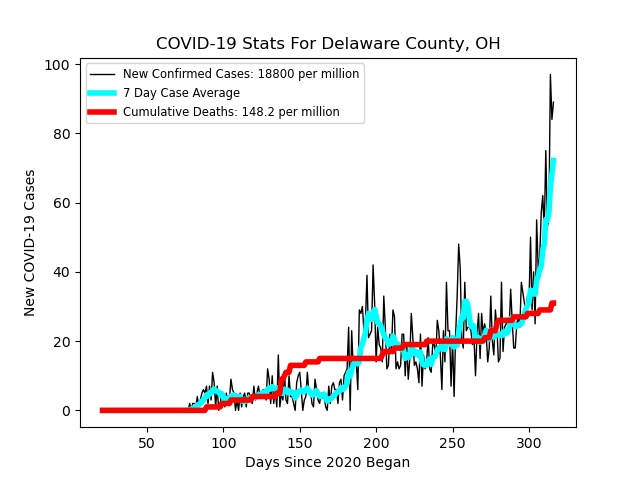 COVID-19 Stats For Delaware County, OH
New Confirmed Cases: 18800 per million
7 Day Case Average
Cumulative Deaths: 148.2 per million
New COVID-19 Cases
100
80
60
40
20
0
50 100 150 200 250 300
Days Since 2020 Began